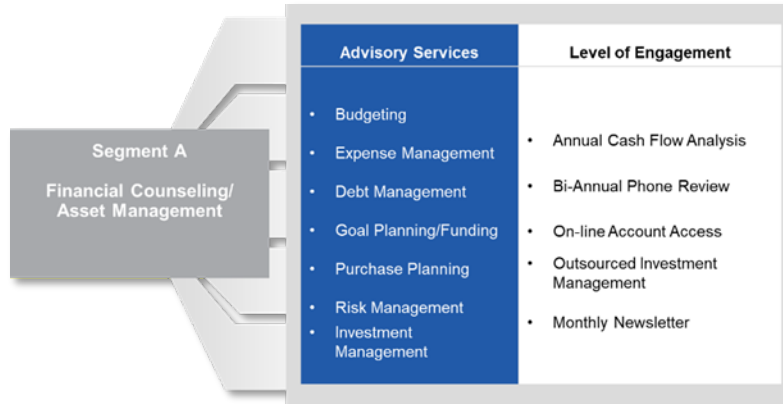 Segment A
Financial Counseling/
Asset Management
Advisory Services
• Budgeting
• Expense Management
• Debt Management
• Goal Planning/Funding
• Purchase Planning
• Risk Management
• Investment
Management
Level of Engagement
• Annual Cash Flow Analysis
• Bi-Annual Phone Review
• On-line Account Access
• Outsourced Investment
Management
• Monthly Newsletter